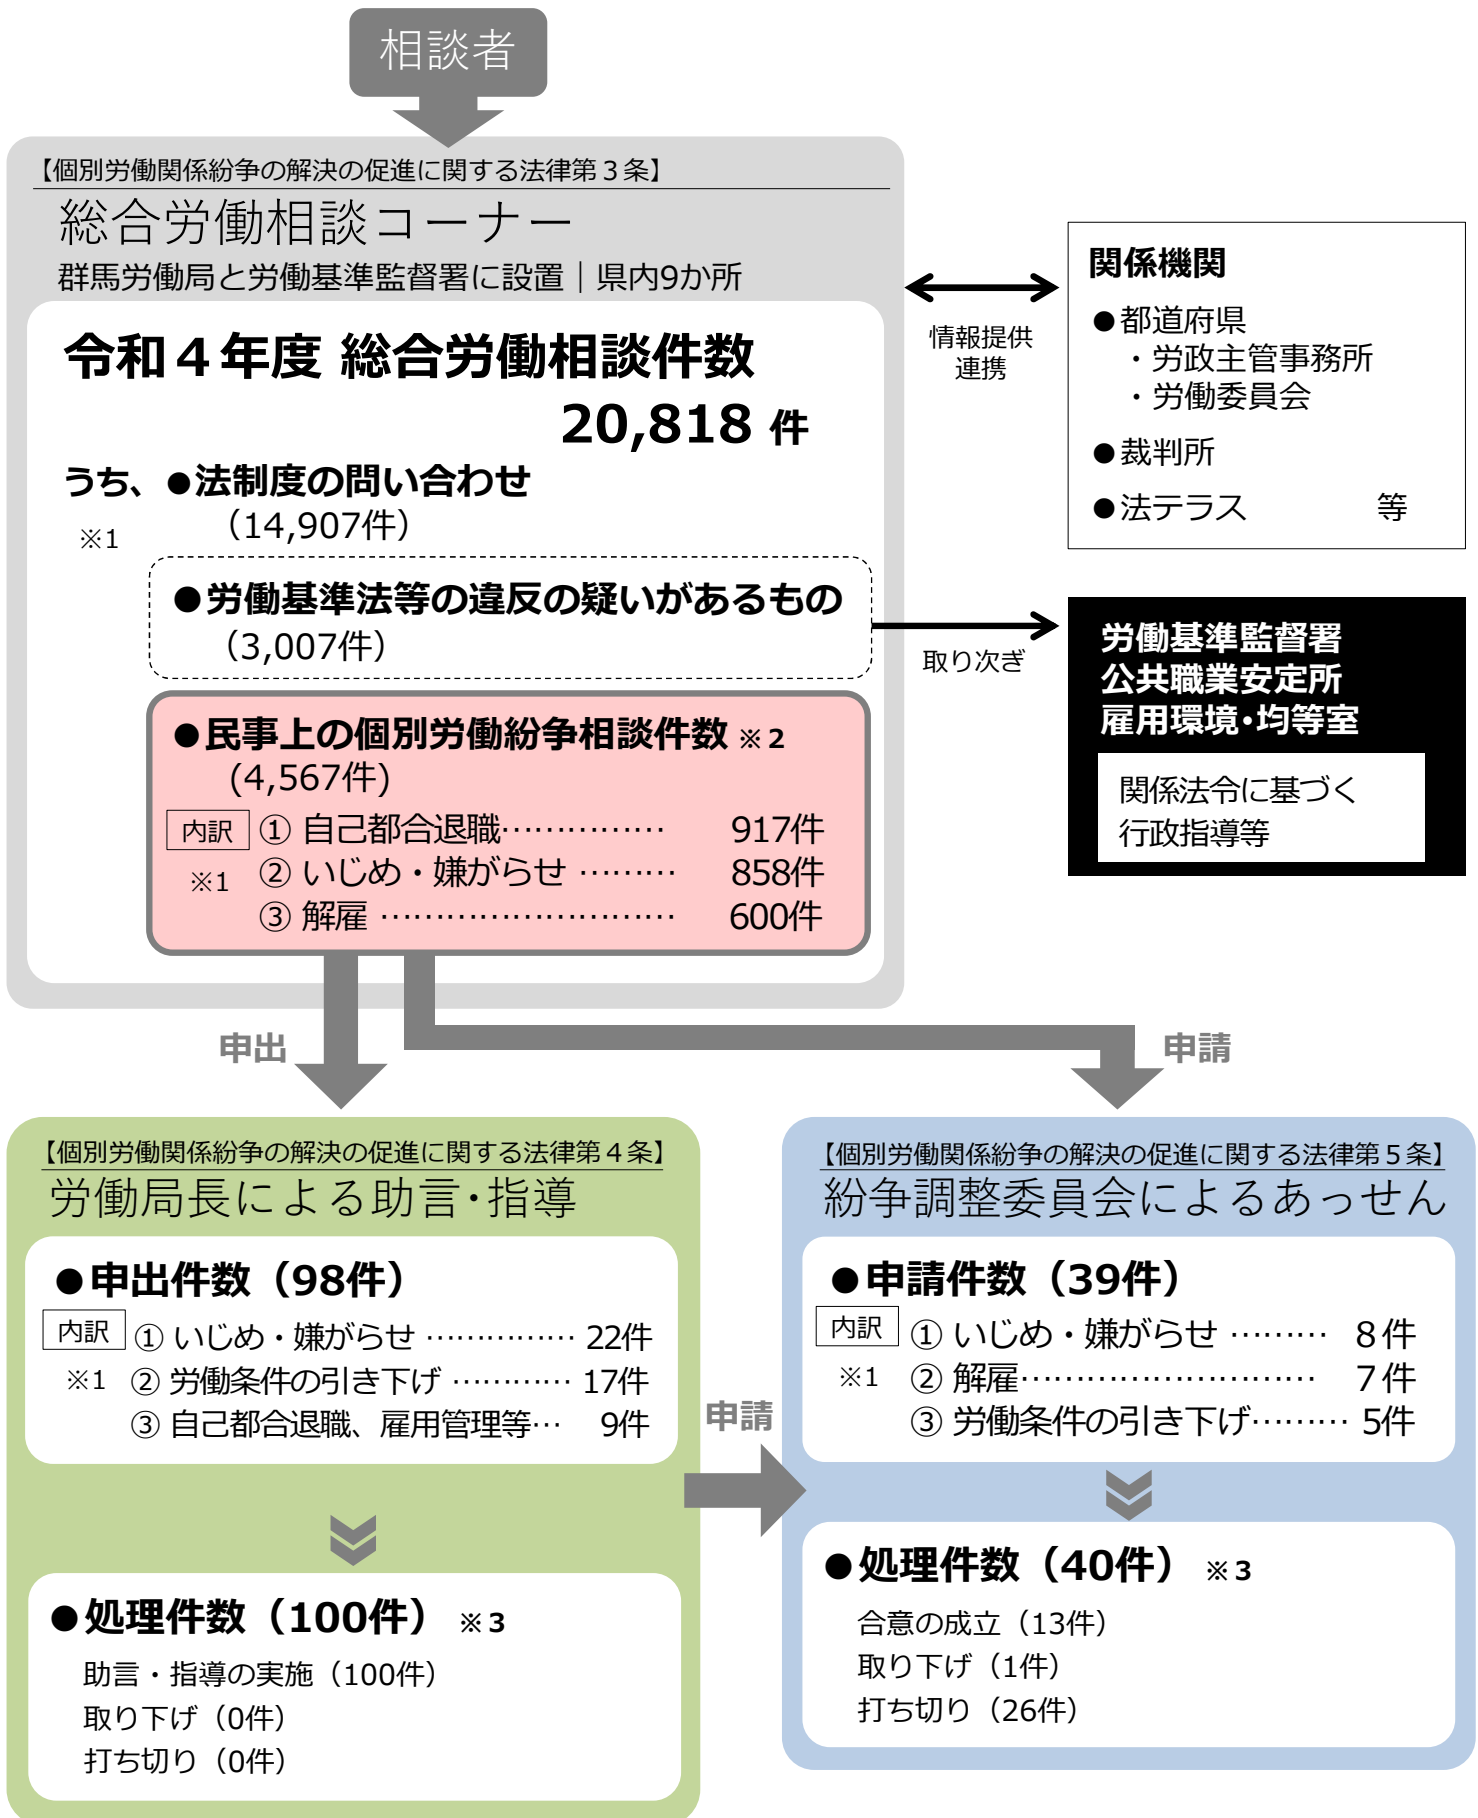 相談者
【個別労働関係紛争の解決の促進に関する法律第３条】
総合労働相談コーナー
群馬労働局と労働基準監督署に設置｜県内9か所
令和４年度 総合労働相談件数
20,818 件
うち、●法制度の問い合わせ
※1
（14,907件）
●労働基準法等の違反の疑いがあるもの
（3,007件）
●民事上の個別労働紛争相談件数 ※２
(4,567件)
内訳
※1
① 自己都合退職…………… 917件
② いじめ・嫌がらせ ……… 858件
③ 解雇 ……………………… 600件
情報提供
連携
関係機関
●都道府県
・労政主管事務所
・労働委員会
●裁判所
●法テラス 等
取り次ぎ
労働基準監督署
公共職業安定所
雇用環境・均等室
関係法令に基づく
行政指導等
申出
申請
【個別労働関係紛争の解決の促進に関する法律第４条】
労働局長による助言・指導
●申出件数（98件）
内訳
※1
① いじめ・嫌がらせ …………… 22件
② 労働条件の引き下げ ………… 17件
③ 自己都合退職、雇用管理等… 9件
●処理件数（100件） ※３
助言・指導の実施（100件）
取り下げ（0件）
打ち切り（0件）
申請
【個別労働関係紛争の解決の促進に関する法律第５条】
紛争調整委員会によるあっせん
●申請件数（39件）
内訳
※1
① いじめ・嫌がらせ ……… ８件
② 解雇……………………… ７件
③ 労働条件の引き下げ……… 5件
●処理件数（40件） ※３
合意の成立（13件）
取り下げ（1件）
打ち切り（26件）